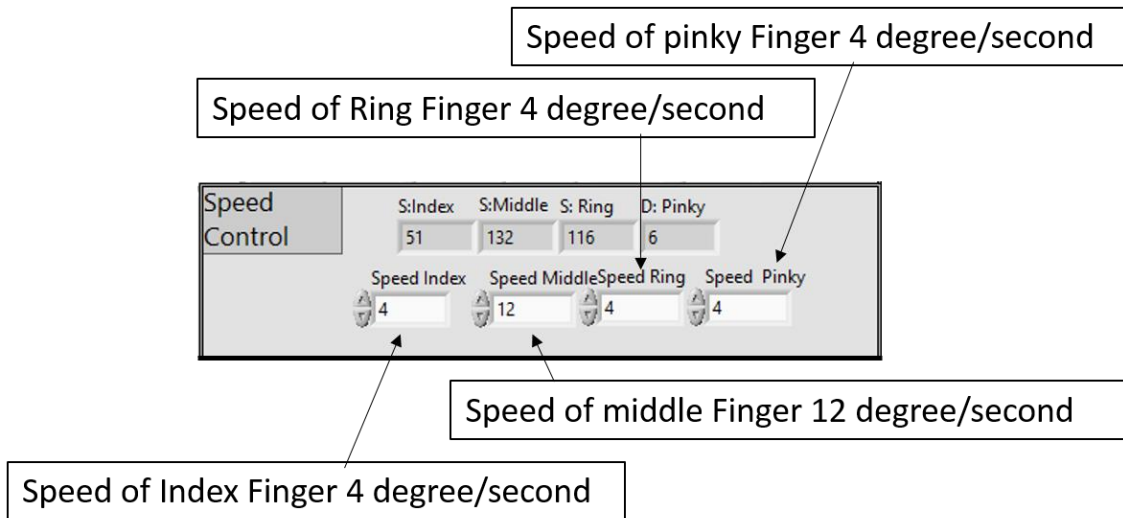 Speed of pinky Finger 4 degree/second
Speed of Ring Finger 4 degree/second
Speed
Control
S:Index S:Middle S: Ring D: Pinky
51 132 116 6
Speed Index Speed Middle Speed Ring Speed Pinky
4 12 4 4
Speed of middle Finger 12 degree/second
Speed of Index Finger 4 degree/second